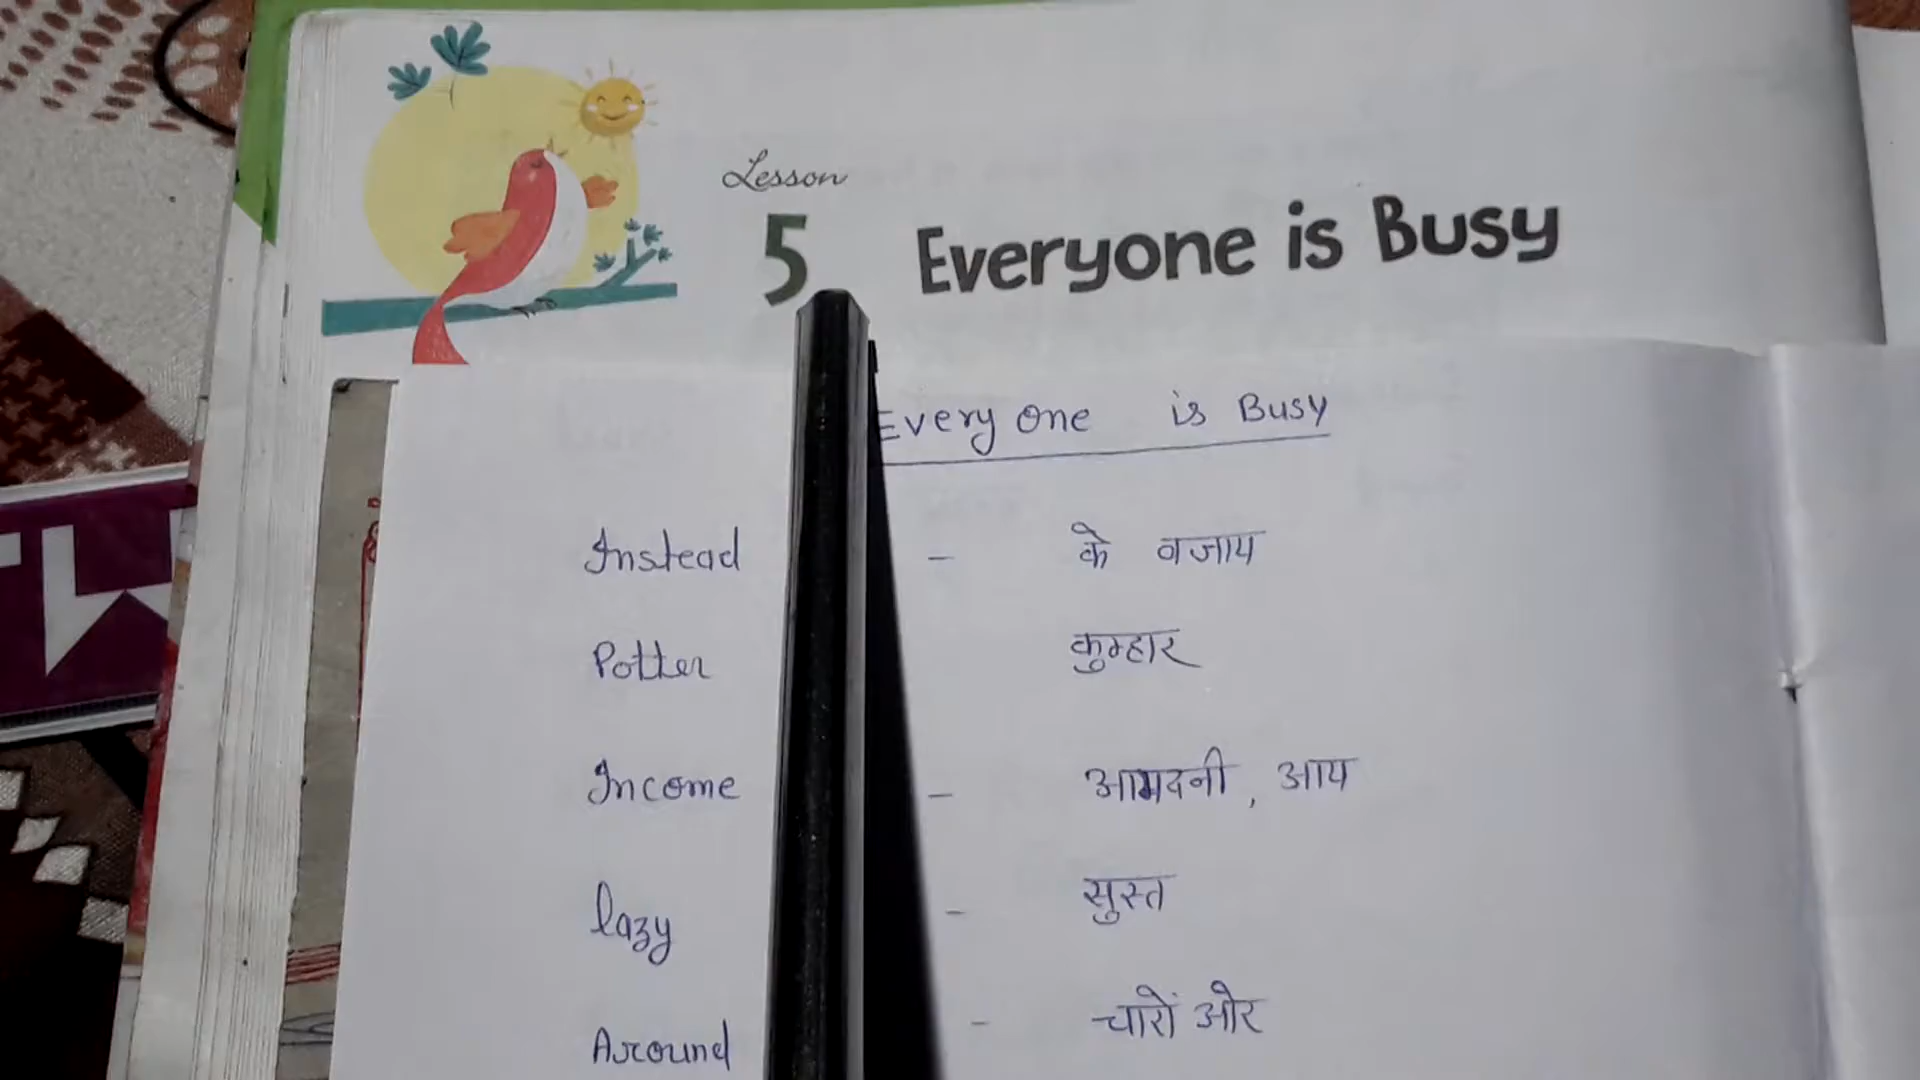 Lesson
5 Everyone is Busy
Every one is Busy
Instead - के वजाय
Potter कुम्हार
Income - आमदनी, आय
lazy - सुस्त
Around - चारों ओर